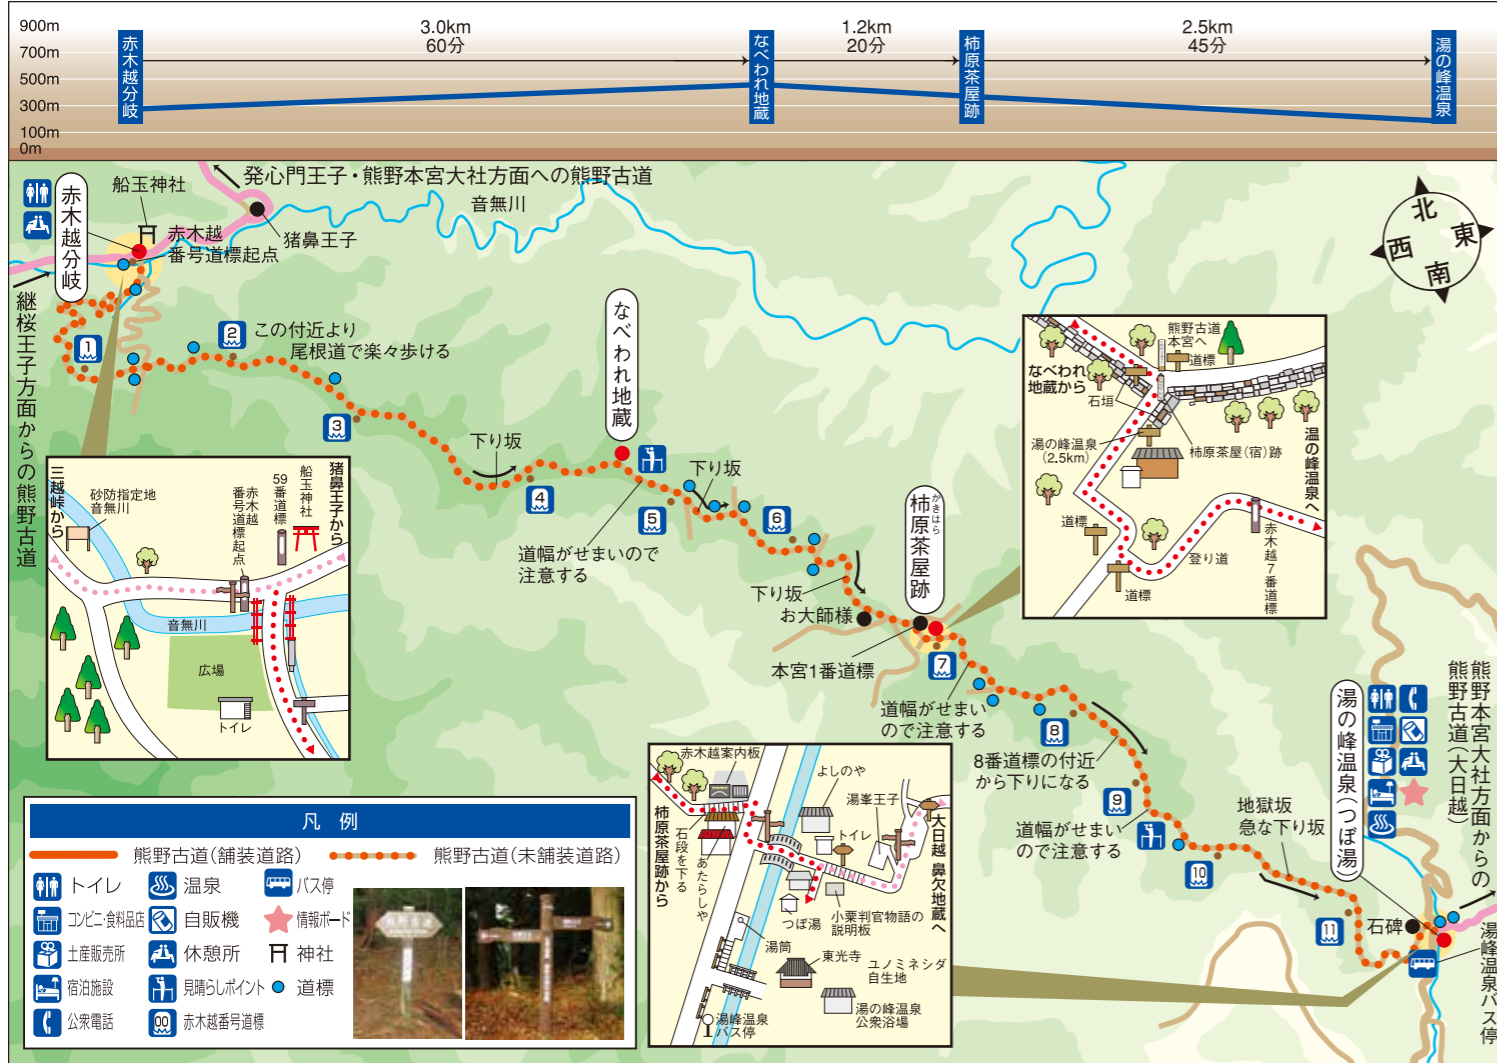 900m
700m
500m
300m
100m
0m
赤木越分岐
3.0km
60分
なべわれ地蔵
1.2km
20分
柿原茶屋跡
2.5km
45分
湯の峰温泉
発心門王子・熊野本宮大社方面への熊野古道
船玉神社
赤木越分岐
赤木越
番号道標起点
猪鼻王子
音無川
北
東
西
南
継桜王子方面からの熊野古道
1
2
この付近より
尾根道で楽々歩ける
3
なべわれ地蔵
下り坂
4
下り坂
5
6
道幅がせまいので
注意する
下り坂
お大師様
かきはら
柿原茶屋跡
本宮1番道標
7
道幅がせまい
ので注意する
8
8番道標の付近
から下りになる
9
道幅がせまい
ので注意する
10
地獄坂
急な下り坂
11
石碑
湯の峰温泉(つぼ湯)
熊野本宮大社方面からの
熊野古道(大日越)
湯峰温泉バス停
三越峠から
砂防指定地
音無川
赤木越
番号道標起点
59番道標
船玉神社
猪鼻王子から
音無川
広場
トイレ
熊野古道
本宮へ
道標
なべわれ
地蔵から
石垣
湯の峰温泉
(2.5km)
柿原茶屋(宿)跡
温の峰温泉へ
道標
登り道
道標
赤木越7番道標
赤木越案内板
よしのや
湯峯王子
柿原茶屋跡から
石段を下る
あたらしや
トイレ
大日越 鼻欠地蔵へ
つぼ湯
小栗判官物語の
説明板
湯筒
東光寺
ユノミネシダ
自生地
湯の峰温泉
公衆浴場
湯峰温泉
バス停
凡 例
熊野古道(舗装道路)
熊野古道(未舗装道路)
トイレ
温泉
バス停
コンビニ・食料品店
自販機
情報ボード
土産販売所
休憩所
神社
宿泊施設
見晴らしポイント
道標
公衆電話
00
赤木越番号道標